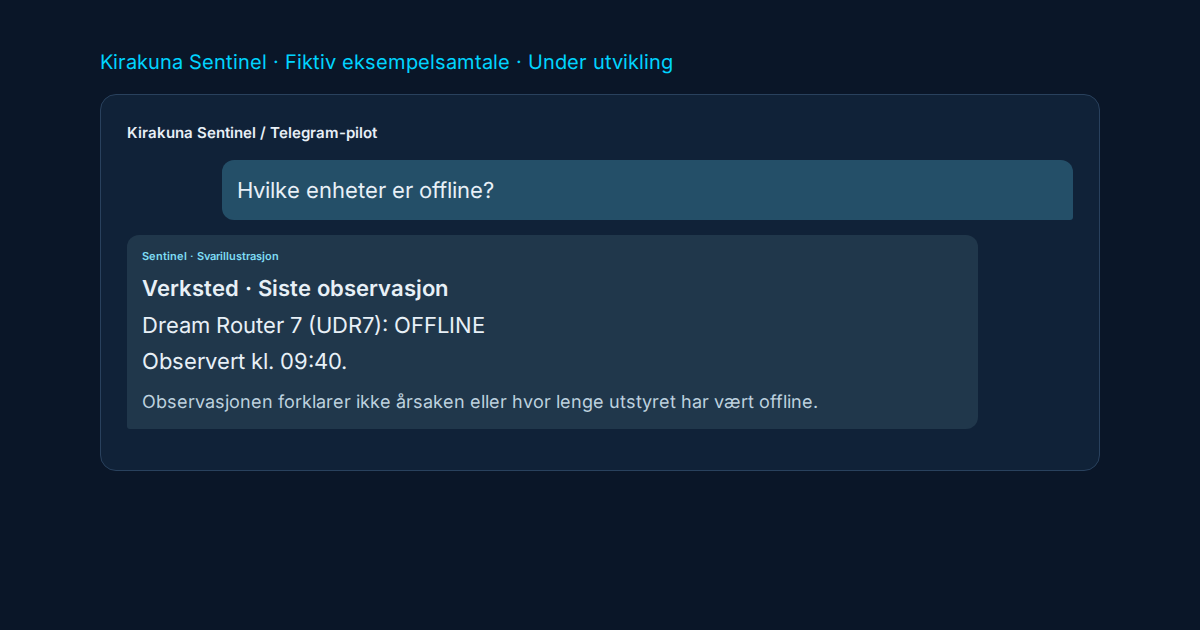 Kirakuna Sentinel · Fiktiv eksempelsamtale · Under utvikling
Kirakuna Sentinel / Telegram-pilot
Hvilke enheter er offline?
Sentinel · Svarillustrasjon
Verksted · Siste observasjon
Dream Router 7 (UDR7): OFFLINE
Observert kl. 09:40.
Observasjonen forklarer ikke årsaken eller hvor lenge utstyret har vært offline.